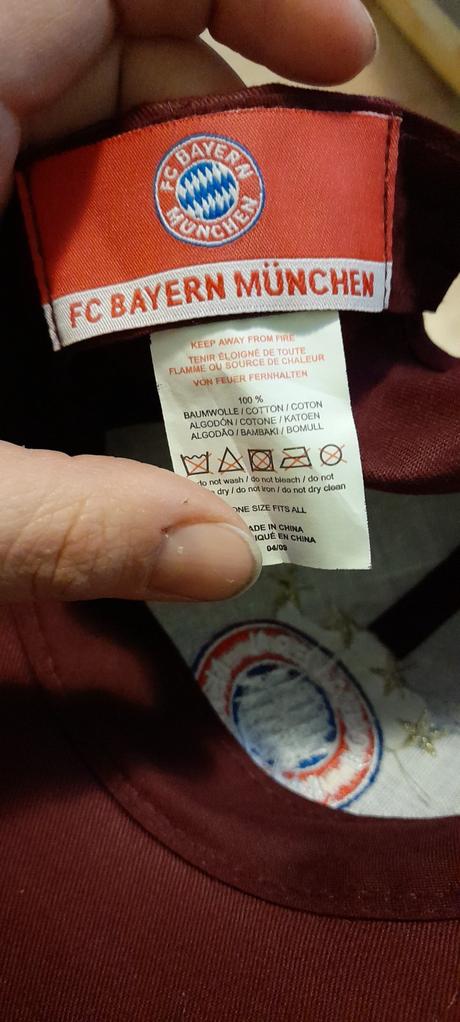 FC BAYERN
MÜNCHEN
FC BAYERN MÜNCHEN
KEEP AWAY FROM FIRE
TENIR ÉLOIGNÉ DE TOUTE
FLAMME OU SOURCE DE CHALEUR
VON FEUER FERNHALTEN
100 %
BAUMWOLLE / COTTON / COTON
ALGODÓN / COTONE / KATOEN
ALGODÃO / BAMBAKI / BOMULL
do not wash / do not bleach / do not
dry / do not iron / do not dry clean
ONE SIZE FITS ALL
ADE IN CHINA
IQUÉ EN CHINA
04/09